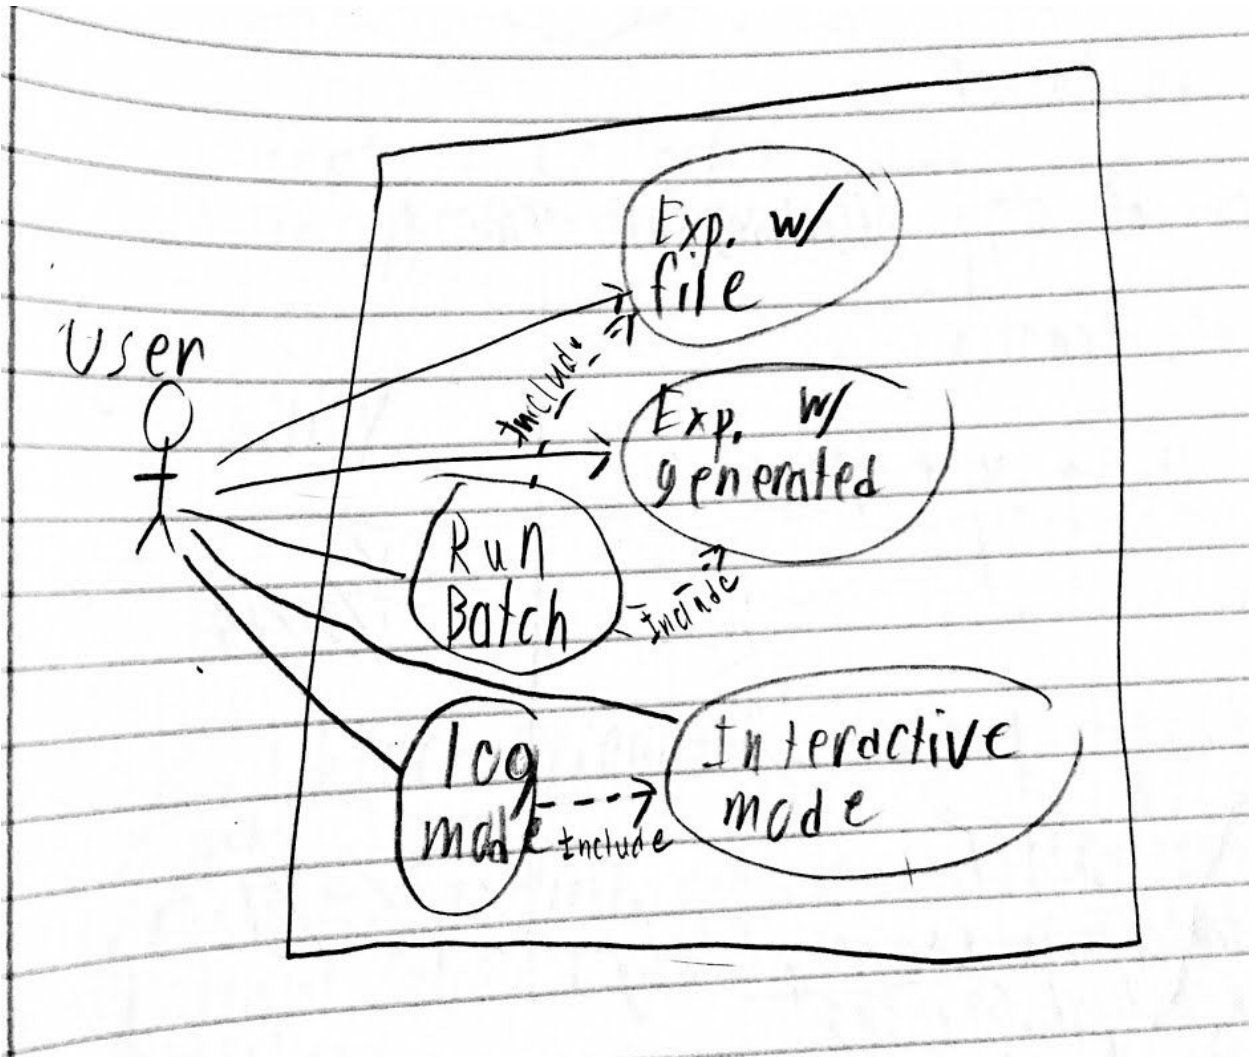 User
Exp. w/
file
Include
Exp. w/
generated
Run
Batch
Include
log
mode
Include
Interactive
mode